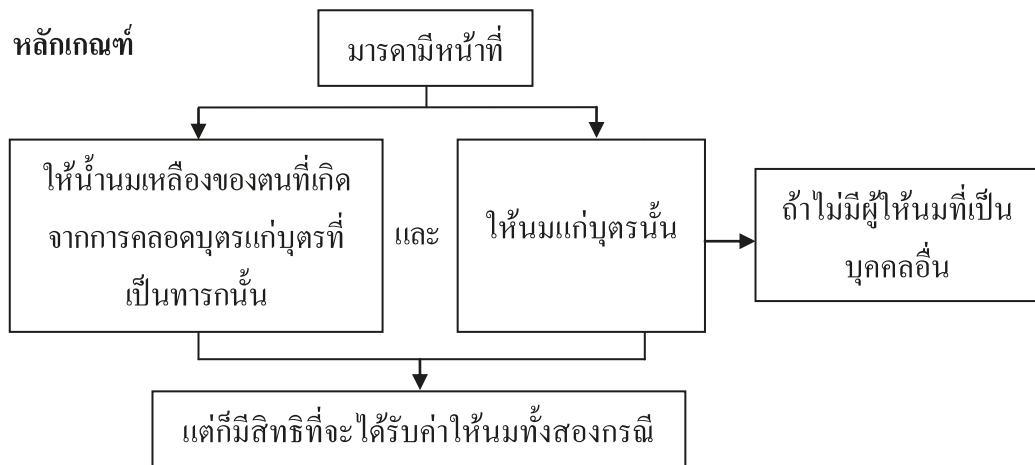 หลักเกณฑ์
มารดามีหน้าที่
ให้น้ำนมเหลืองของตนที่เกิด
จากการคลอดบุตรแก่บุตรที่
เป็นทารกนั้น
และ
ให้นมแก่บุตรนั้น
ถ้าไม่มีผู้ให้นมที่เป็น
บุคคลอื่น
แต่ก็มีสิทธิที่จะได้รับค่าให้นมทั้งสองกรณี